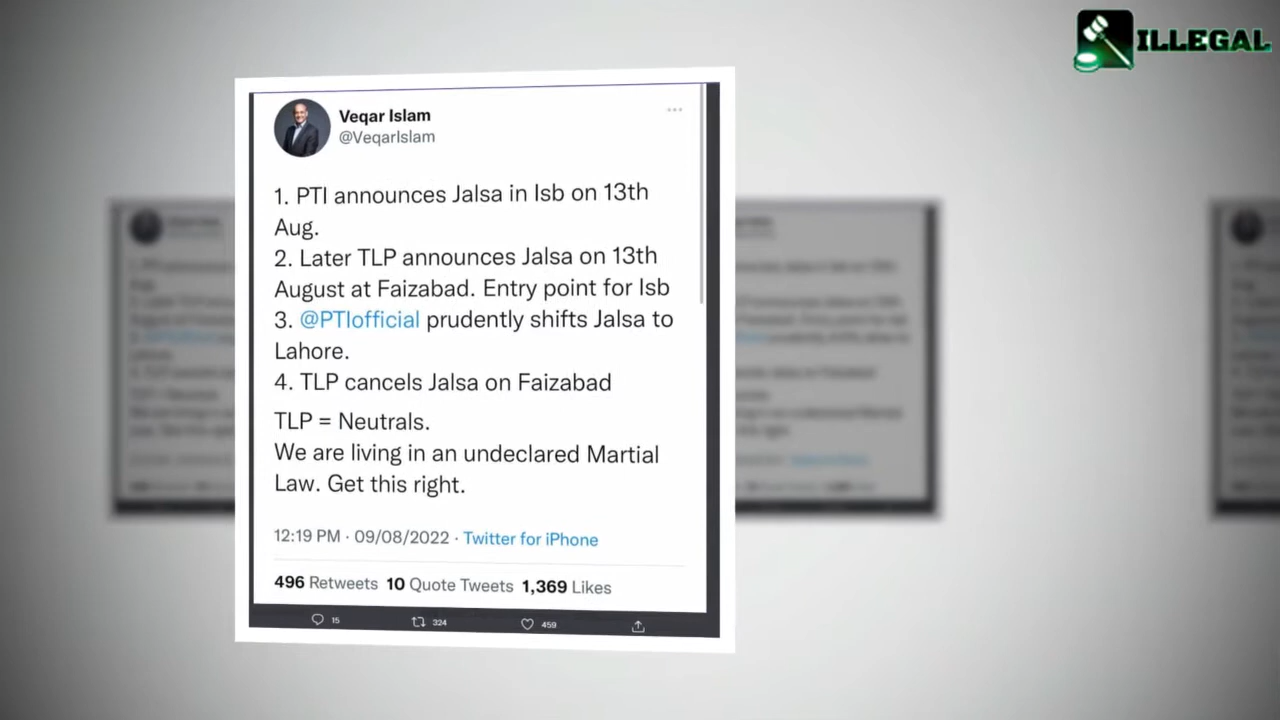 ILLEGAL
Veqar Islam
@VeqarIslam
1. PTI announces Jalsa in Isb on 13th
Aug.
2. Later TLP announces Jalsa on 13th
August at Faizabad. Entry point for Isb
3. @PTIofficial prudently shifts Jalsa to
Lahore.
4. TLP cancels Jalsa on Faizabad
TLP = Neutrals.
We are living in an undeclared Martial
Law. Get this right.
12:19 PM · 09/08/2022 · Twitter for iPhone
496 Retweets 10 Quote Tweets 1,369 Likes
15 324 459